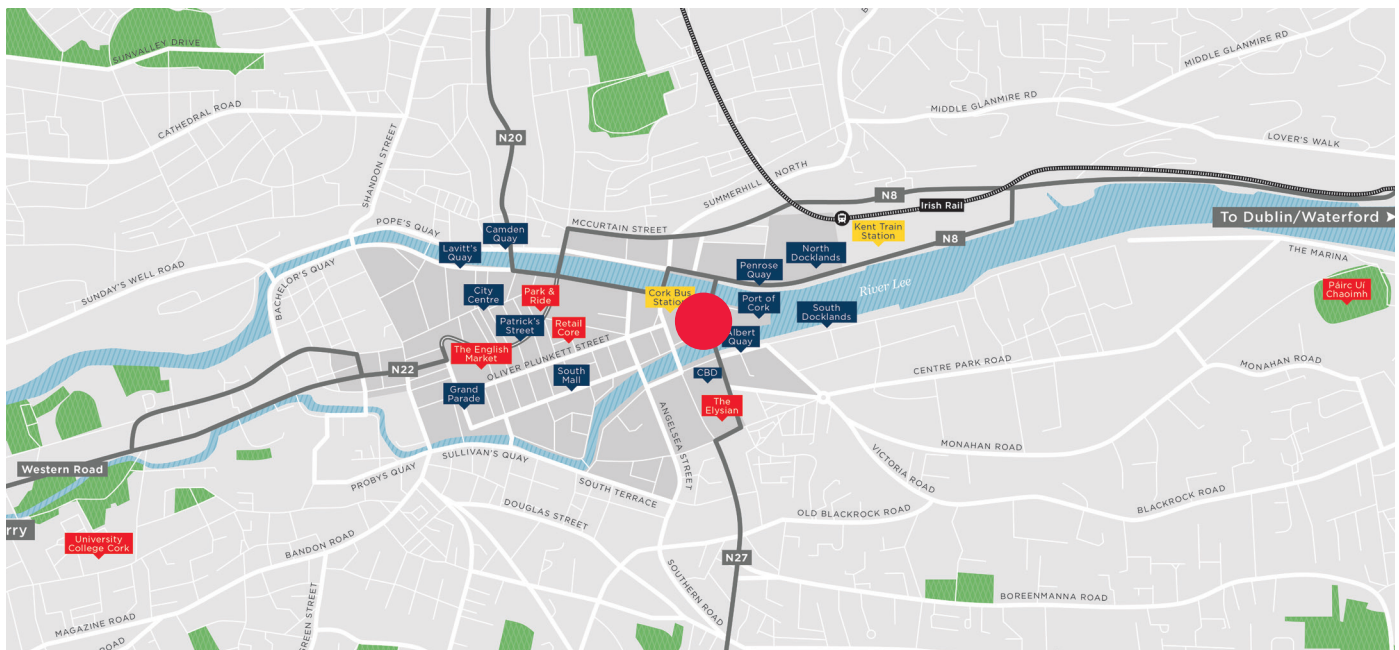 SUNVALLEY DRIVE
MIDDLE GLANMIRE RD
CATHEDRAL ROAD
MIDDLE GLANMIRE RD
N20
LOVER'S WALK
SHANDON STREET
SUMMERHILL NORTH
N8
Irish Rail
To Dublin/Waterford
POPE'S QUAY
Camden
Quay
MCCURTAIN STREET
Kent Train
Station
N8
Lavitt's
Quay
North
Docklands
THE MARINA
SUNDAY'S WELL ROAD
BACHELOR'S QUAY
Penrose
Quay
River Lee
Páirc Uí
Chaoimh
City
Centre
Park &
Ride
Cork Bus
Station
Port of
Cork
South
Docklands
Patrick's
Street
Retail
Core
Albert
Quay
The English
Market
OLIVER PLUNKETT STREET
N22
South
Mall
CBD
CENTRE PARK ROAD
MONAHAN ROAD
Grand
Parade
The
Elysian
ANGELSEA STREET
MONAHAN ROAD
Western Road
SULLIVAN'S QUAY
PROBYS QUAY
SOUTH TERRACE
VICTORIA ROAD
BLACKROCK ROAD
DOUGLAS STREET
OLD BLACKROCK ROAD
rry
University
College Cork
BANDON ROAD
N27
SOUTHERN ROAD
BOREENMANNA ROAD
MAGAZINE ROAD
GREEN STREET
ROAD